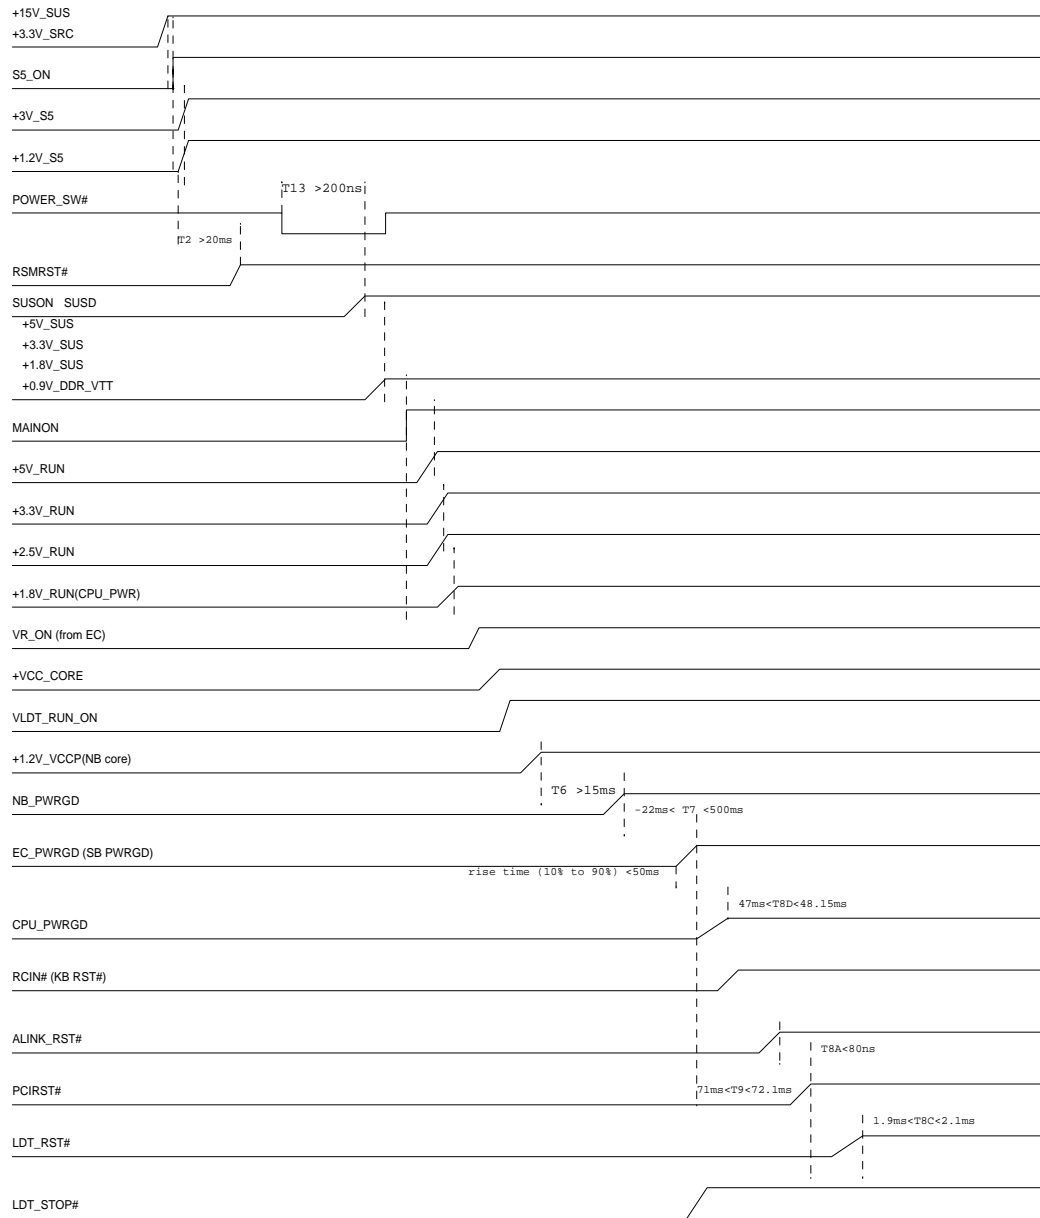 +15V_SUS
+3.3V_SRC
S5_ON
+3V_S5
+1.2V_S5
T13 >200ns
POWER_SW#
T2 >20ms
RSMRST#
SUSON SUSD
+5V_SUS
+3.3V_SUS
+1.8V_SUS
+0.9V_DDR_VTT
MAINON
+5V_RUN
+3.3V_RUN
+2.5V_RUN
+1.8V_RUN(CPU_PWR)
VR_ON (from EC)
+VCC_CORE
VLDT_RUN_ON
+1.2V_VCCP(NB core)
T6 >15ms
NB_PWRGD
-22ms< T7 <500ms
EC_PWRGD (SB PWRGD)
rise time (10% to 90%) <50ms
47ms<T8D<48.15ms
CPU_PWRGD
RCIN# (KB RST#)
ALINK_RST#
T8A<80ns
PCIRST#
71ms<T9<72.1ms
1.9ms<T8C<2.1ms
LDT_RST#
LDT_STOP#